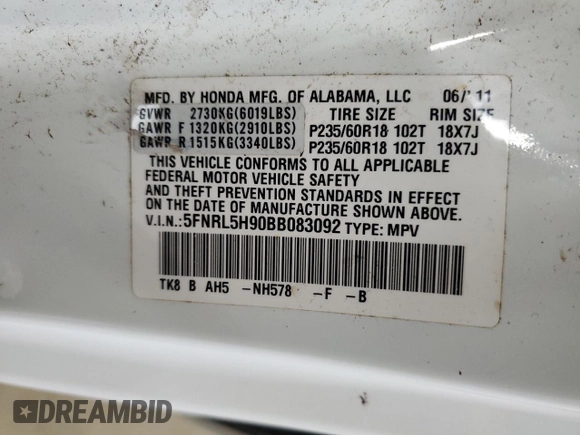 MFD. BY HONDA MFG. OF ALABAMA, LLC 06/11
GVWR 2730KG(6019LBS) TIRE SIZE RIM SIZE
GAWR F 1320KG(2910LBS) P235/60R18 102T 18X7J
GAWR R 1515KG(3340LBS) P235/60R18 102T 18X7J
THIS VEHICLE CONFORMS TO ALL APPLICABLE
FEDERAL MOTOR VEHICLE SAFETY
AND THEFT PREVENTION STANDARDS IN EFFECT
ON THE DATE OF MANUFACTURE SHOWN ABOVE.
V.I.N.:5FNRL5H90BB083092 TYPE: MPV
TK8 B AH5 -NH578 -F -B
DREAMBID